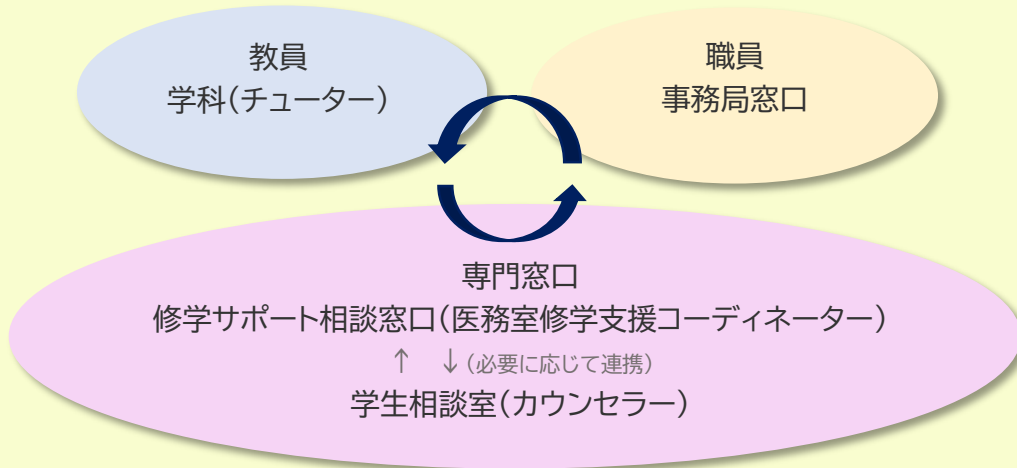 教員
学科(チューター)
職員
事務局窓口
専門窓口
修学サポート相談窓口(医務室修学支援コーディネーター)
↑ ↓(必要に応じて連携)
学生相談室(カウンセラー)